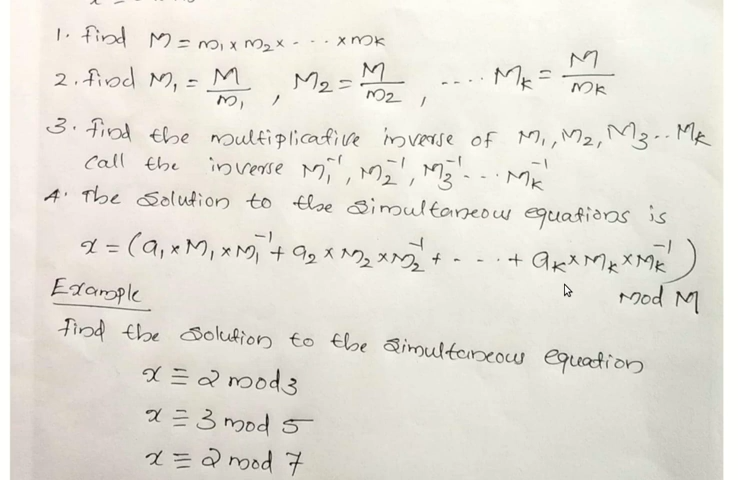 1. find M = m₁ x m₂ x - - - x mk
2. find M₁ = M/m₁ , M₂ = M/m₂ , .... Mk = M/mk
3. find the multiplicative inverse of M₁, M₂, M₃ .. Mk
Call the inverse M₁⁻¹, M₂⁻¹, M₃⁻¹ - - - Mk⁻¹
4. The Solution to the Simultaneous equations is
x = (a₁ x M₁ x M₁⁻¹ + a₂ x M₂ x M₂⁻¹ + - - - + ak x Mk x Mk⁻¹)
mod M
Example
find the Solution to the Simultaneous equation
x ≡ 2 mod 3
x ≡ 3 mod 5
x ≡ 2 mod 7